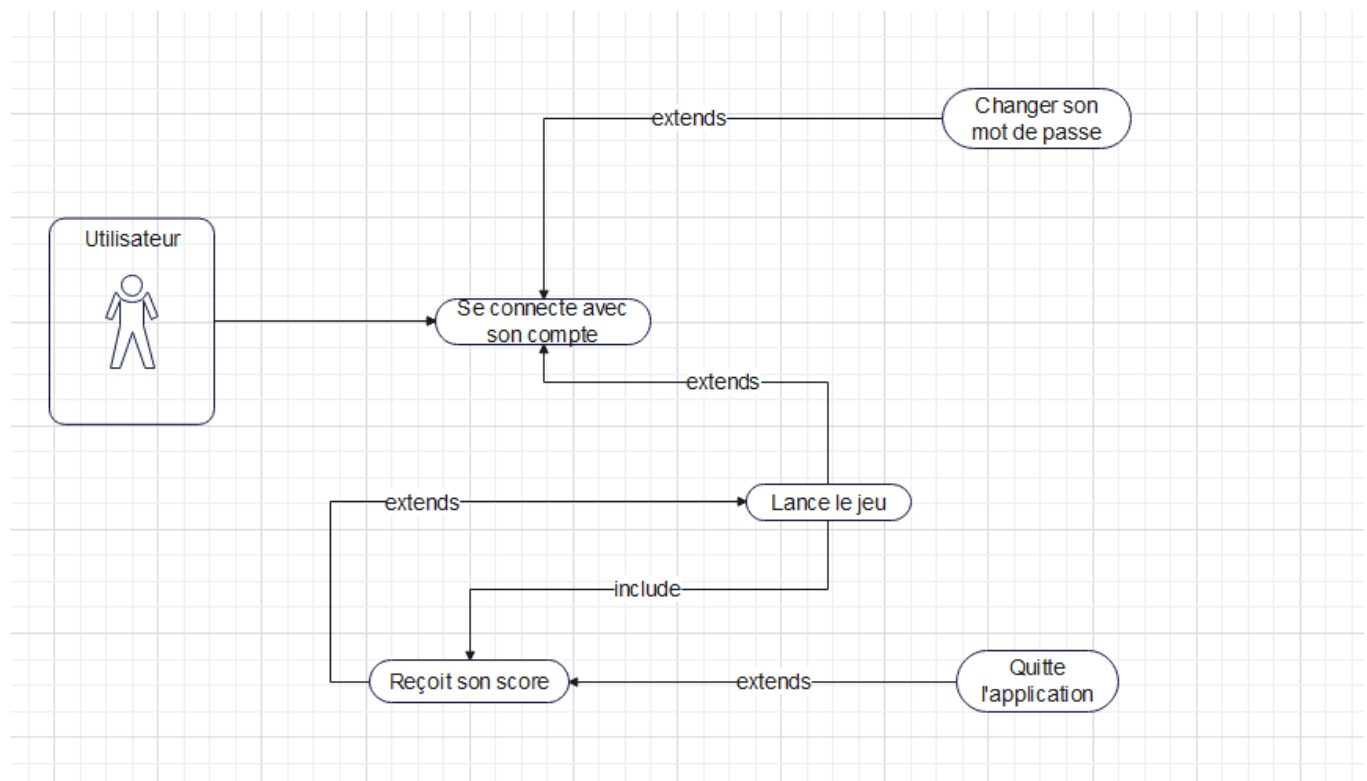 extends
Changer son
mot de passe
Utilisateur
Se connecte avec
son compte
extends
extends
Lance le jeu
include
Reçoit son score
extends
Quitte
l'application